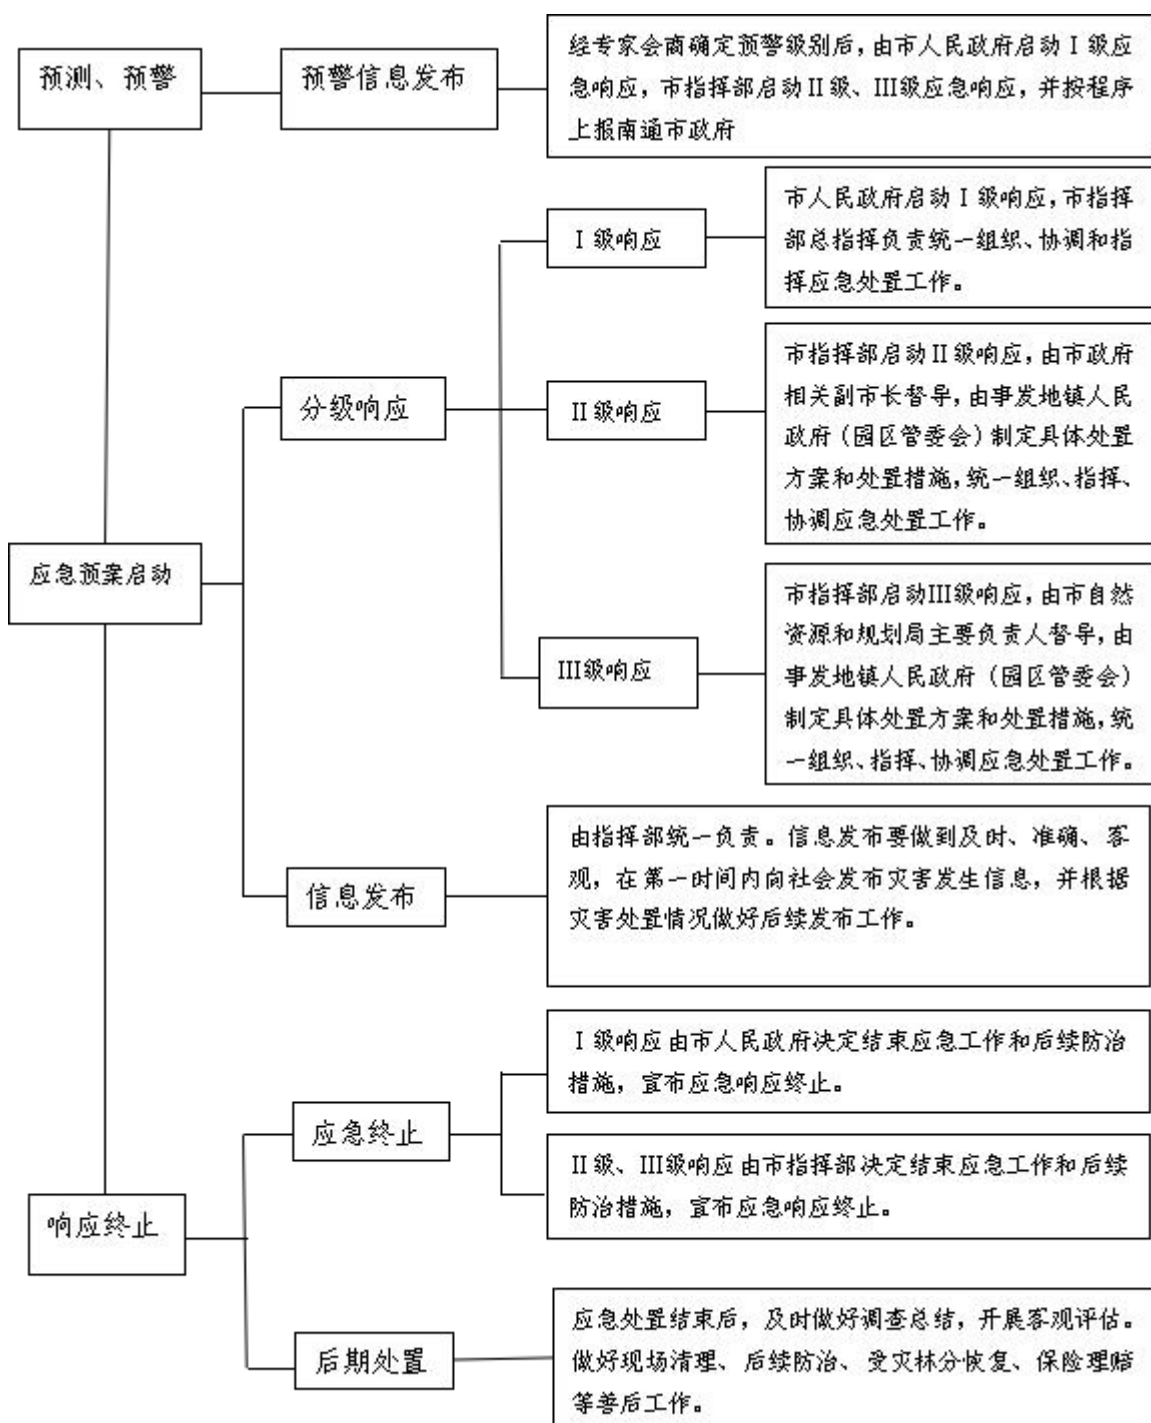 预测、预警
预警信息发布
经专家会商确定预警级别后，由市人民政府启动Ⅰ级应
急响应，市指挥部启动Ⅱ级、Ⅲ级应急响应，并按程序
上报南通市政府
Ⅰ级响应
市人民政府启动Ⅰ级响应，市指挥
部总指挥负责统一组织、协调和指
挥应急处置工作。
分级响应
Ⅱ级响应
市指挥部启动Ⅱ级响应，由市政府
相关副市长督导，由事发地镇人民
政府（园区管委会）制定具体处置
方案和处置措施，统一组织、指挥、
协调应急处置工作。
应急预案启动
Ⅲ级响应
市指挥部启动Ⅲ级响应，由市自然
资源和规划局主要负责人督导，由
事发地镇人民政府（园区管委会）
制定具体处置方案和处置措施，统
一组织、指挥、协调应急处置工作。
信息发布
由指挥部统一负责。信息发布要做到及时、准确、客
观，在第一时间内向社会发布灾害发生信息，并根据
灾害处置情况做好后续发布工作。
响应终止
应急终止
Ⅰ级响应由市人民政府决定结束应急工作和后续防治
措施，宣布应急响应终止。
Ⅱ级、Ⅲ级响应由市指挥部决定结束应急工作和后续
防治措施，宣布应急响应终止。
后期处置
应急处置结束后，及时做好调查总结，开展客观评估。
做好现场清理、后续防治、受灾林分恢复、保险理赔
等善后工作。